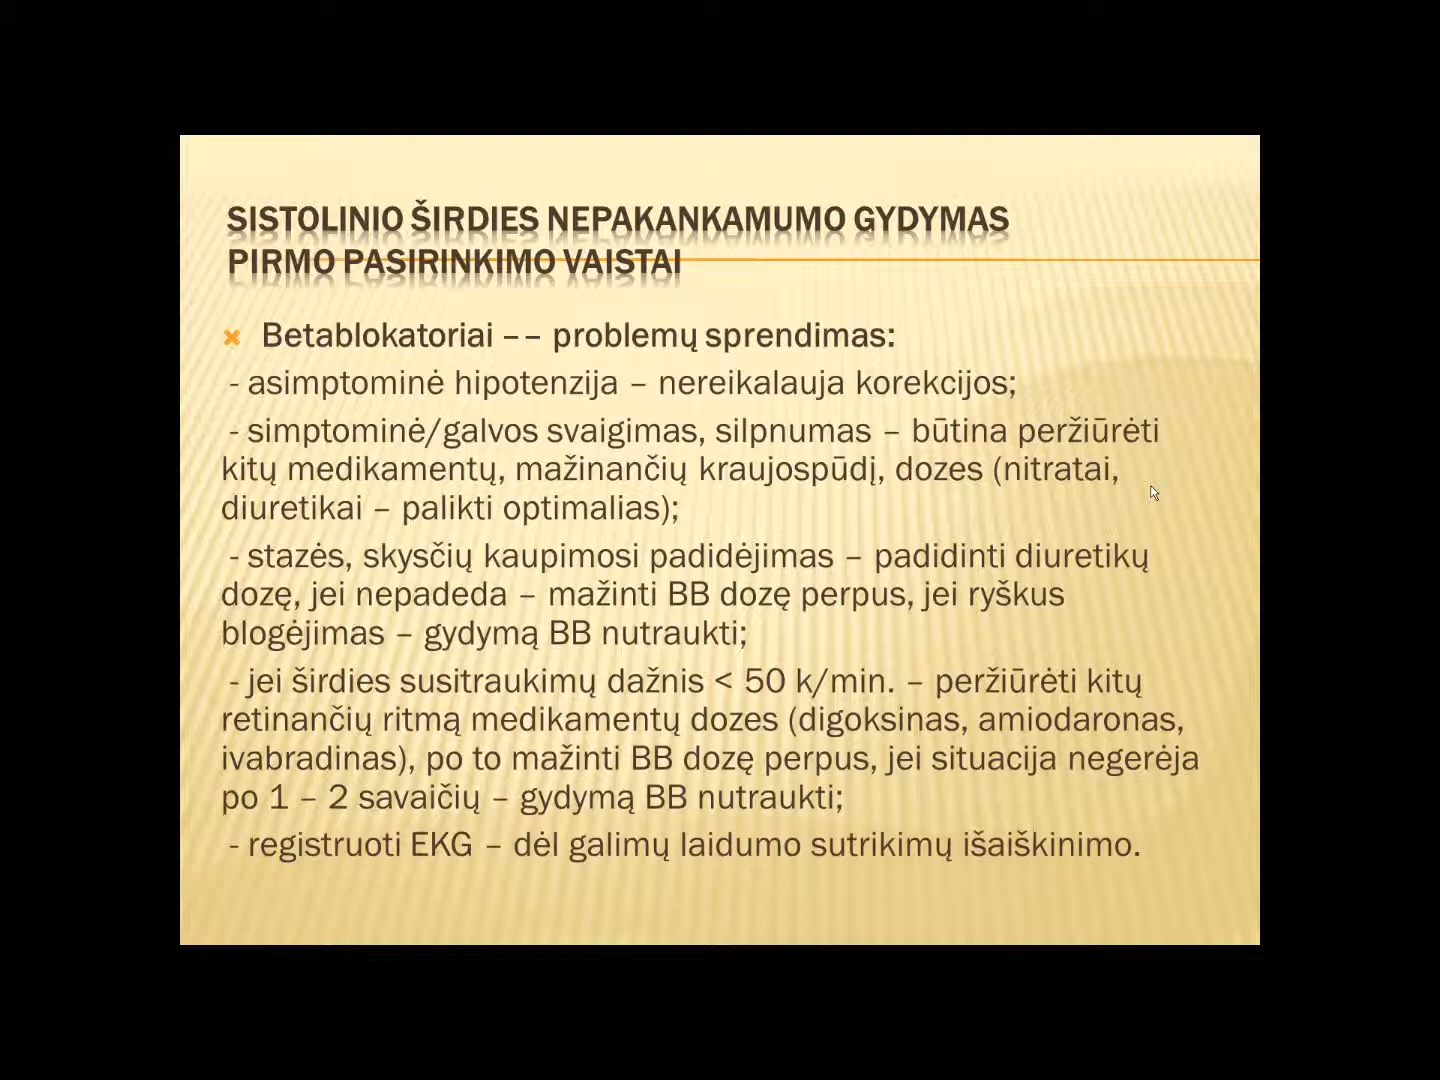 SISTOLINIO ŠIRDIES NEPAKANKAMUMO GYDYMAS
PIRMO PASIRINKIMO VAISTAI
Betablokatoriai –– problemų sprendimas:
- asimptominė hipotenzija – nereikalauja korekcijos;
- simptominė/galvos svaigimas, silpnumas – būtina peržiūrėti
kitų medikamentų, mažinančių kraujospūdį, dozes (nitratai,
diuretikai – palikti optimalias);
- stazės, skysčių kaupimosi padidėjimas – padidinti diuretikų
dozę, jei nepadeda – mažinti BB dozę perpus, jei ryškus
blogėjimas – gydymą BB nutraukti;
- jei širdies susitraukimų dažnis < 50 k/min. – peržiūrėti kitų
retinančių ritmą medikamentų dozes (digoksinas, amiodaronas,
ivabradinas), po to mažinti BB dozę perpus, jei situacija negerėja
po 1 – 2 savaičių – gydymą BB nutraukti;
- registruoti EKG – dėl galimų laidumo sutrikimų išaiškinimo.